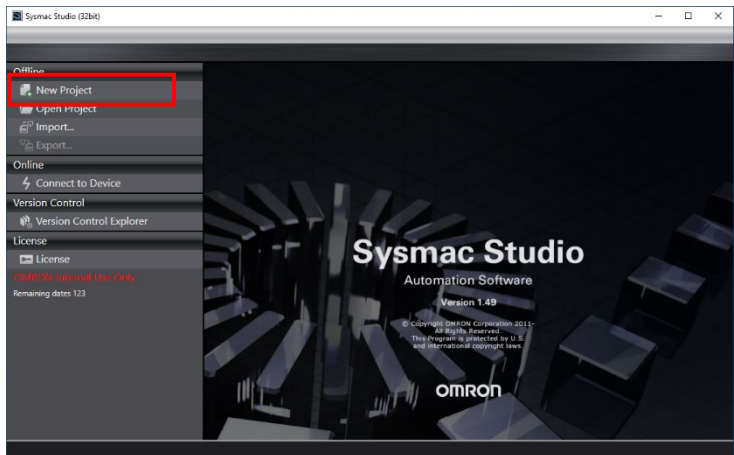 Sysmac Studio (32bit)
Offline
New Project
Open Project
Import...
Export...
Online
Connect to Device
Version Control
Version Control Explorer
License
License
OMRON Internal Use Only
Remaining dates 123
Sysmac Studio
Automation Software
Version 1.49
© Copyright OMRON Corporation 2011-
All Rights Reserved.
This Program is protected by U.S.
and international copyright laws.
OMRON